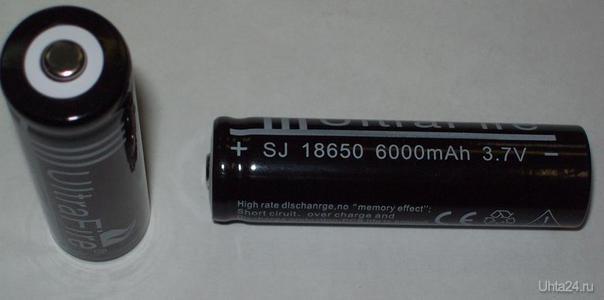 UltraFire
UltraFire
+ SJ 18650 6000mAh 3.7V −
High rate dischanrge,no "memory effect";
Short ciruit, over charge and
CE
Uhta24.ru